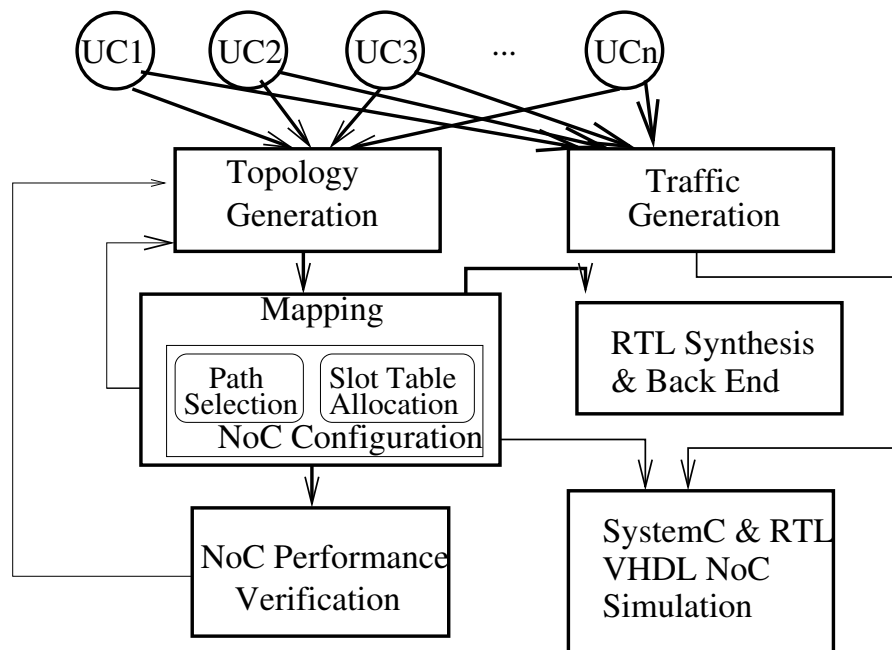 UC1 UC2 UC3 ... UCn
Topology
Generation
Traffic
Generation
Mapping
Path
Selection
Slot Table
Allocation
NoC Configuration
RTL Synthesis
& Back End
NoC Performance
Verification
SystemC & RTL
VHDL NoC
Simulation